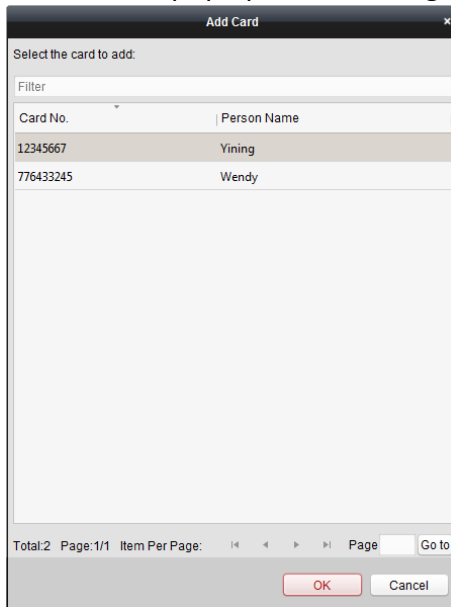 Add Card ×
Select the card to add:
Filter
Card No. Person Name
12345667 Yining
776433245 Wendy
Total:2 Page:1/1 Item Per Page: Page Go to
OK Cancel